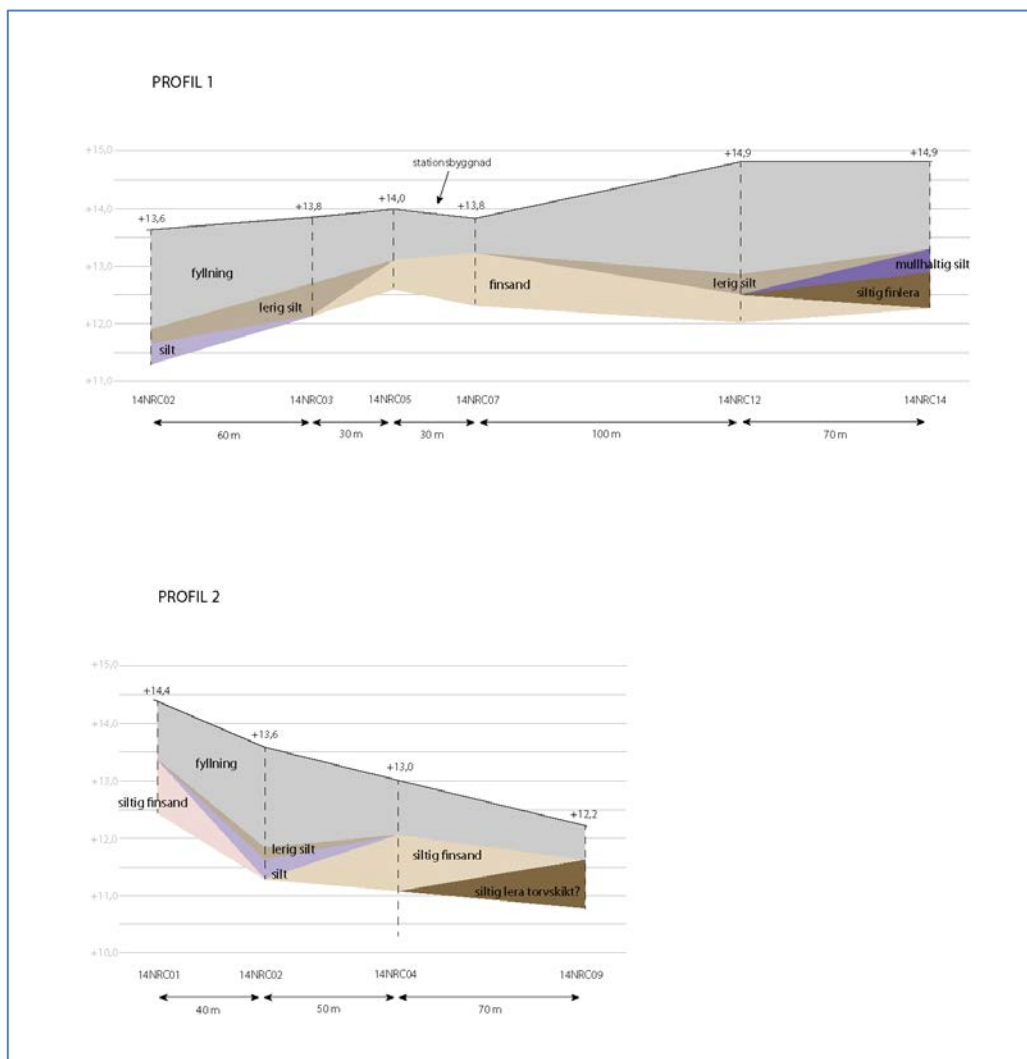 PROFIL 1
+15,0
stationsbyggnad
+14,9
+14,9
+14,0
+14,0
+13,8
+13,8
+13,6
+13,0
fyllning
finsand
mullhaltig silt
lerig silt
siltig finlera
lerig silt
+12,0
silt
+11,0
14NRC02
14NRC03
14NRC05
14NRC07
14NRC12
14NRC14
60 m
30 m
30 m
100 m
70 m
PROFIL 2
+15,0
+14,4
+14,0
+13,6
+13,0
+13,0
fyllning
siltig finsand
+12,2
+12,0
lerig silt
siltig finsand
silt
siltig lera torvskikt?
+11,0
+10,0
14NRC01
14NRC02
14NRC04
14NRC09
40 m
50 m
70 m